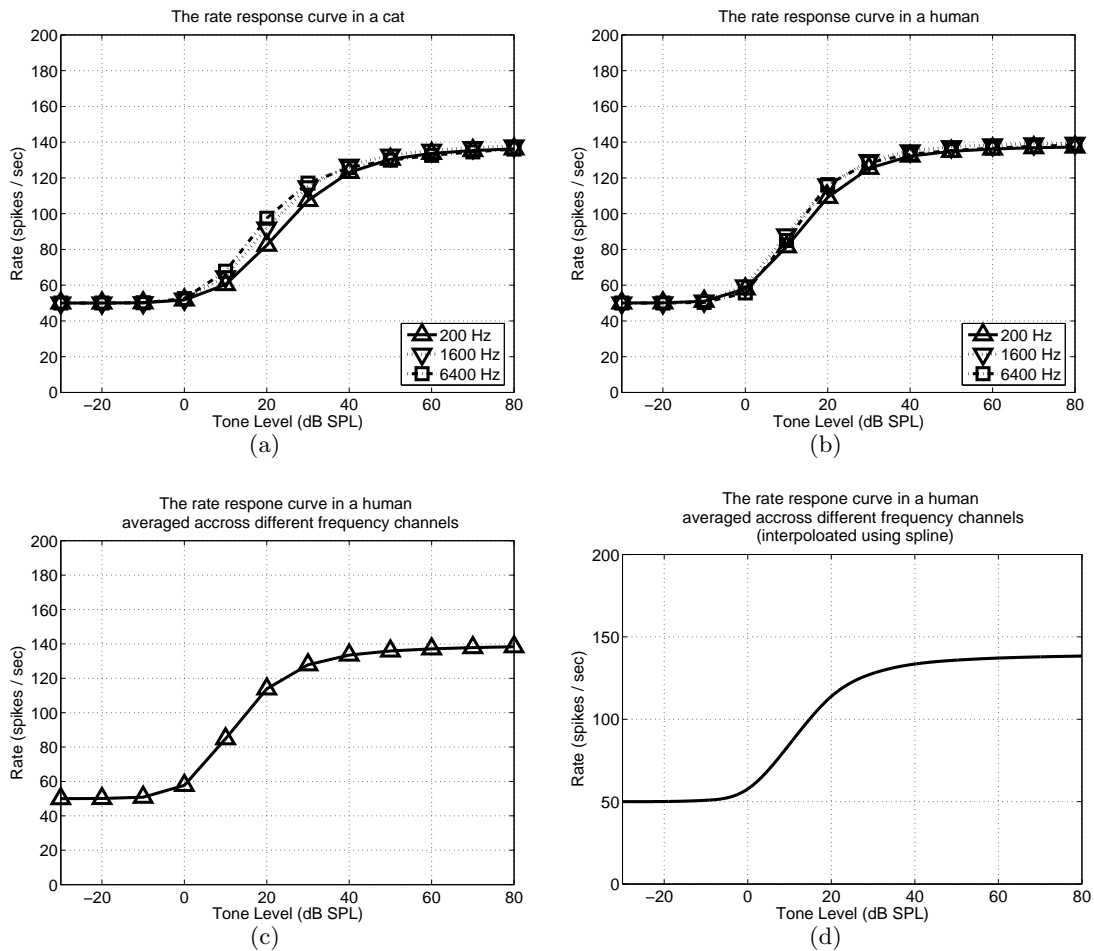 The rate response curve in a cat
200
180
160
140
120
100
80
60
40
20
0
Rate (spikes / sec)
200 Hz
1600 Hz
6400 Hz
−20
0
20
40
60
80
Tone Level (dB SPL)
(a)
The rate response curve in a human
200
180
160
140
120
100
80
60
40
20
0
Rate (spikes / sec)
200 Hz
1600 Hz
6400 Hz
−20
0
20
40
60
80
Tone Level (dB SPL)
(b)
The rate respone curve in a human
averaged accross different frequency channels
200
180
160
140
120
100
80
60
40
20
0
Rate (spikes / sec)
−20
0
20
40
60
80
Tone Level (dB SPL)
(c)
The rate respone curve in a human
averaged accross different frequency channels
(interpoloated using spline)
200
150
100
50
0
Rate (spikes / sec)
−20
0
20
40
60
80
Tone Level (dB SPL)
(d)